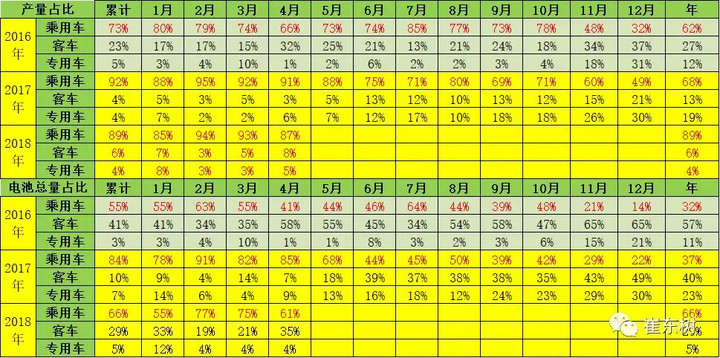 产量占比 累计 1月 2月 3月 4月 5月 6月 7月 8月 9月 10月 11月 12月 年
2016年 乘用车 73% 80% 79% 74% 66% 73% 74% 85% 77% 73% 78% 48% 32% 62%
客车 23% 17% 17% 15% 32% 25% 21% 13% 21% 24% 18% 34% 37% 27%
专用车 5% 3% 4% 10% 1% 2% 6% 2% 2% 3% 4% 18% 31% 12%
2017年 乘用车 92% 88% 95% 92% 91% 88% 75% 71% 80% 69% 71% 60% 49% 68%
客车 4% 5% 3% 5% 3% 5% 13% 12% 10% 13% 12% 15% 21% 13%
专用车 4% 7% 2% 2% 6% 7% 12% 17% 10% 18% 18% 26% 30% 19%
2018年 乘用车 89% 85% 94% 93% 87% 89%
客车 6% 7% 3% 5% 8% 6%
专用车 4% 8% 3% 3% 5% 4%
电池总量占比 累计 1月 2月 3月 4月 5月 6月 7月 8月 9月 10月 11月 12月 年
2016年 乘用车 55% 55% 63% 55% 41% 44% 46% 64% 44% 39% 48% 21% 14% 32%
客车 41% 41% 34% 35% 58% 55% 45% 34% 54% 58% 47% 65% 65% 57%
专用车 3% 3% 4% 10% 1% 1% 8% 3% 2% 3% 6% 15% 21% 11%
2017年 乘用车 84% 78% 91% 82% 85% 68% 44% 45% 50% 39% 42% 29% 22% 37%
客车 10% 9% 4% 14% 7% 18% 39% 37% 38% 38% 35% 43% 49% 40%
专用车 7% 14% 6% 4% 9% 13% 16% 18% 12% 24% 23% 29% 30% 23%
2018年 乘用车 66% 55% 77% 75% 61% 66%
客车 29% 33% 19% 21% 35% 29%
专用车 5% 12% 4% 4% 4% 5%
崔东树